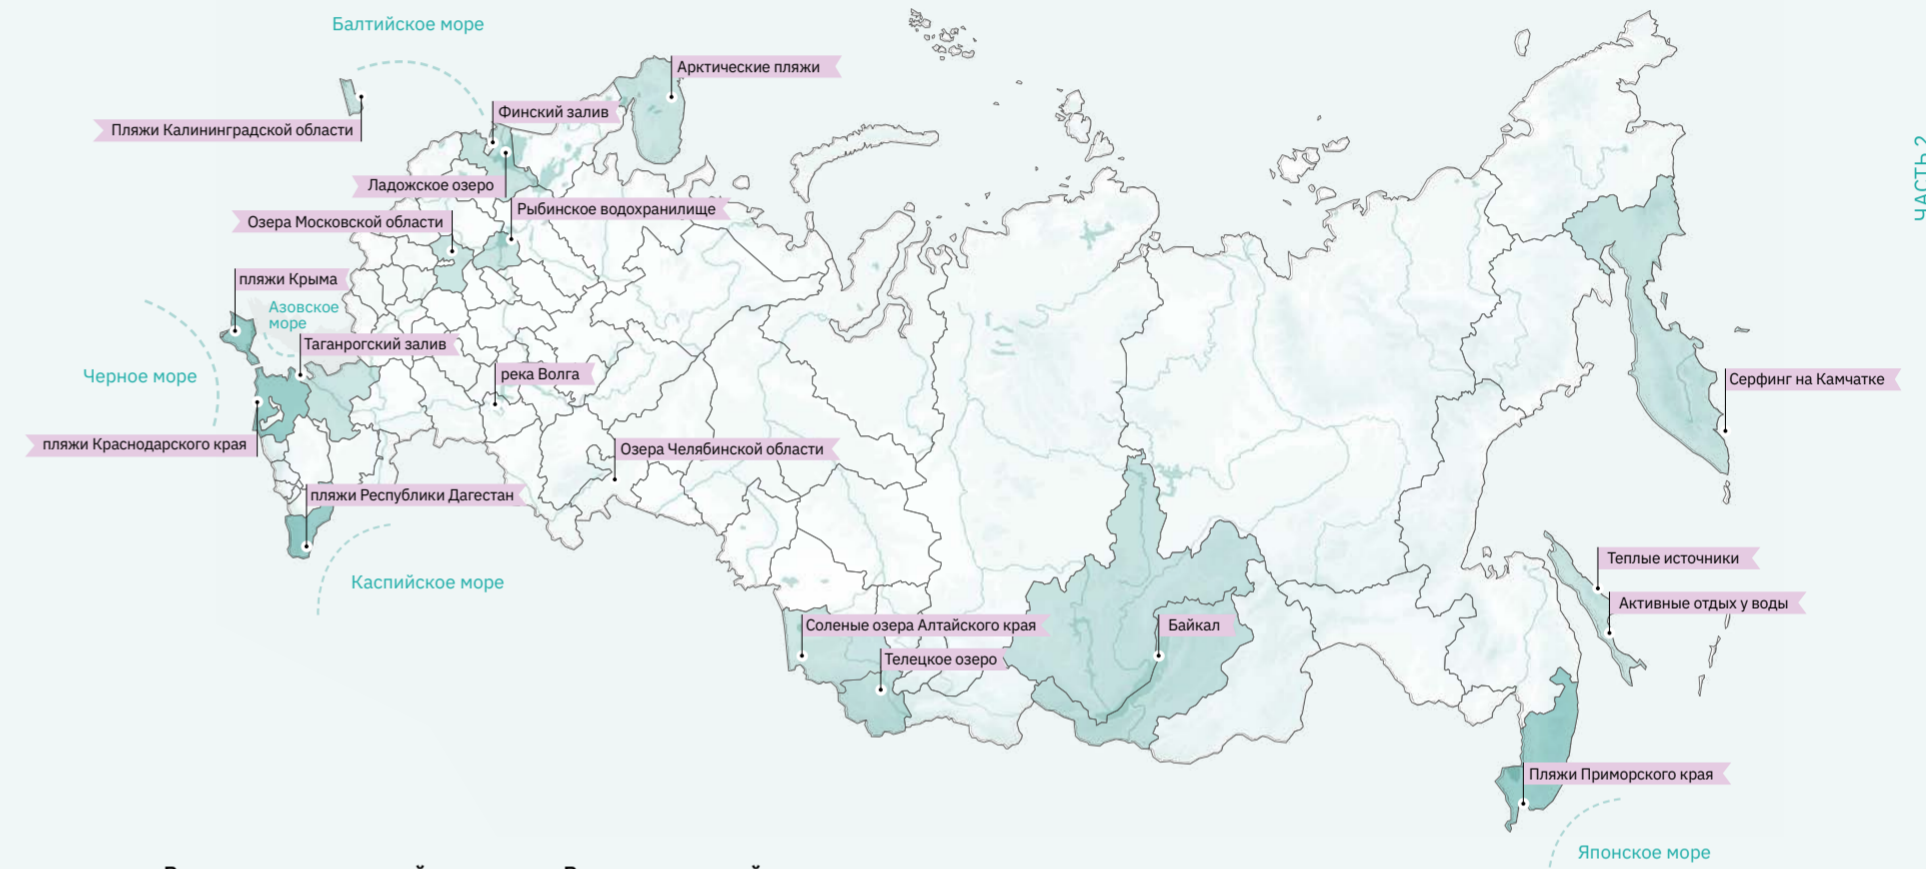 Балтийское море
Арктические пляжи
Финский залив
Пляжи Калининградской области
ЧАСТЬ 2
Ладожское озеро
Рыбинское водохранилище
Озера Московской области
пляжи Крыма
Азовское
море
Таганрогский залив
Черное море
река Волга
Серфинг на Камчатке
пляжи Краснодарского края
Озера Челябинской области
пляжи Республики Дагестан
Каспийское море
Теплые источники
Активные отдых у воды
Соленые озера Алтайского края
Байкал
Телецкое озеро
Пляжи Приморского края
Японское море